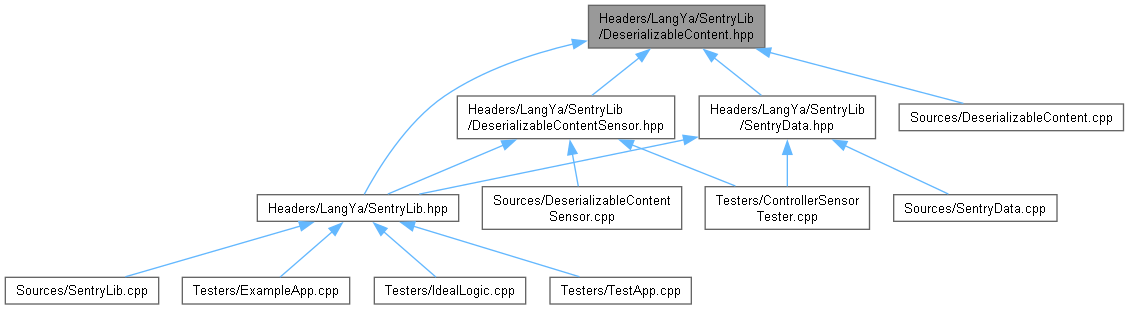 Headers/LangYa/SentryLib
/DeserializableContent.hpp
Headers/LangYa/SentryLib
/DeserializableContentSensor.hpp
Headers/LangYa/SentryLib
/SentryData.hpp
Sources/DeserializableContent.cpp
Headers/LangYa/SentryLib.hpp
Sources/DeserializableContent
Sensor.cpp
Testers/ControllerSensor
Tester.cpp
Sources/SentryData.cpp
Sources/SentryLib.cpp
Testers/ExampleApp.cpp
Testers/IdealLogic.cpp
Testers/TestApp.cpp